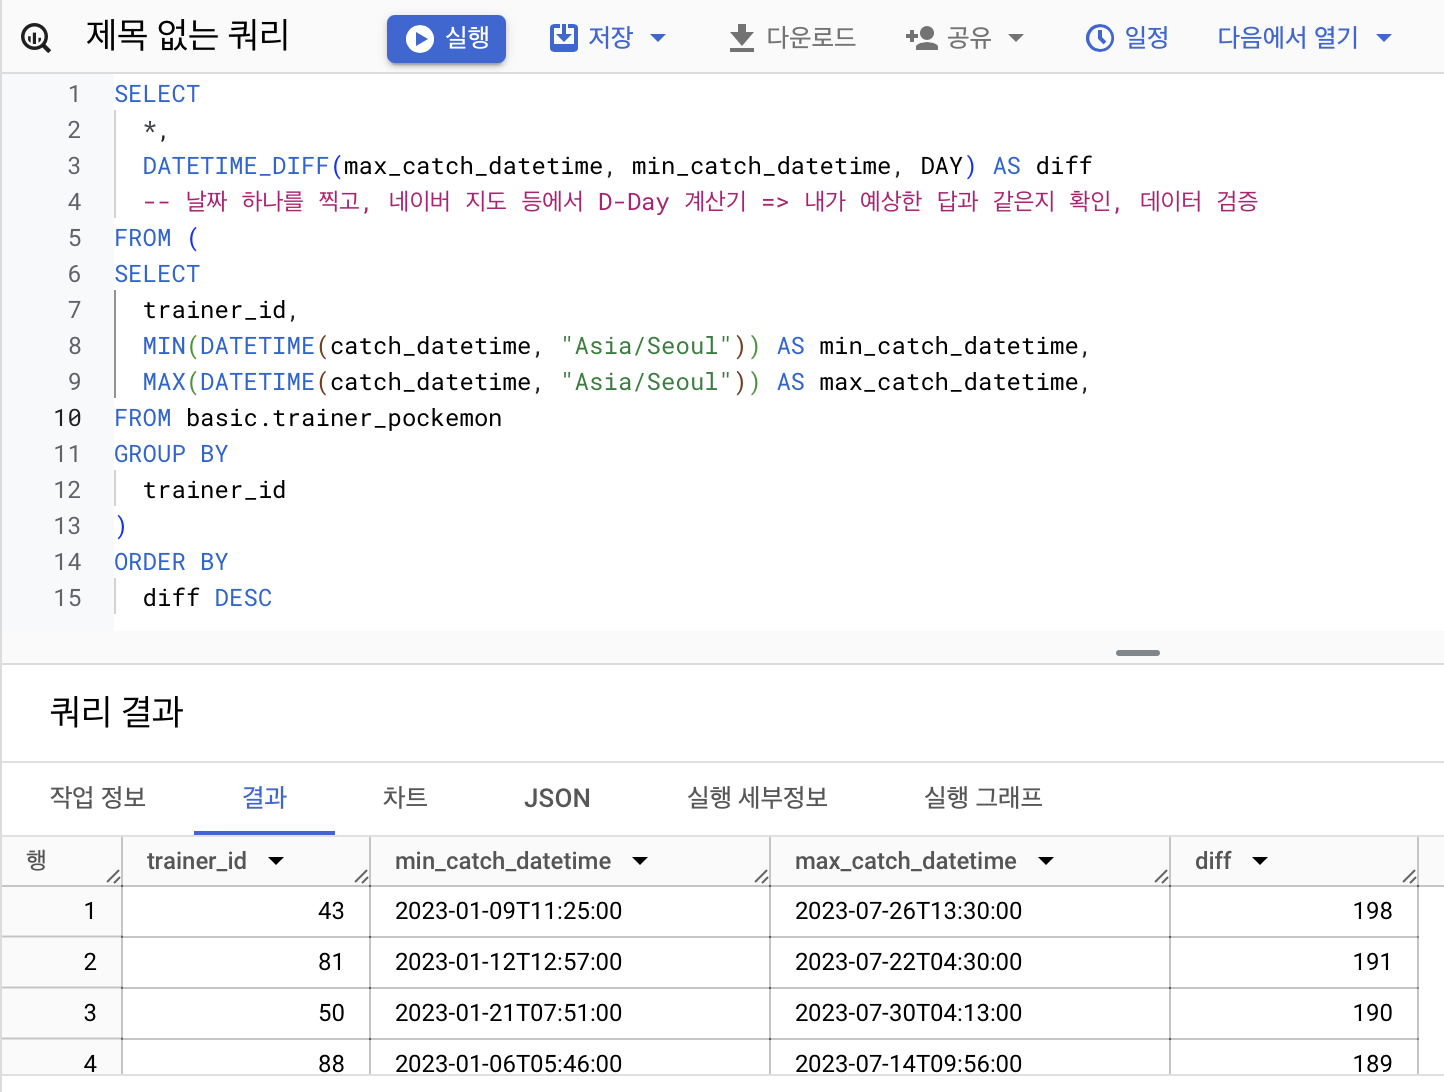 제목 없는 쿼리 실행 저장 다운로드 공유 일정 다음에서 열기
1 SELECT
2 *,
3 DATETIME_DIFF(max_catch_datetime, min_catch_datetime, DAY) AS diff
4 -- 날짜 하나를 찍고, 네이버 지도 등에서 D-Day 계산기 => 내가 예상한 답과 같은지 확인, 데이터 검증
5 FROM (
6 SELECT
7 trainer_id,
8 MIN(DATETIME(catch_datetime, "Asia/Seoul")) AS min_catch_datetime,
9 MAX(DATETIME(catch_datetime, "Asia/Seoul")) AS max_catch_datetime,
10 FROM basic.trainer_pockemon
11 GROUP BY
12 trainer_id
13 )
14 ORDER BY
15 diff DESC
쿼리 결과
작업 정보 결과 차트 JSON 실행 세부정보 실행 그래프
행 trainer_id min_catch_datetime max_catch_datetime diff
1 43 2023-01-09T11:25:00 2023-07-26T13:30:00 198
2 81 2023-01-12T12:57:00 2023-07-22T04:30:00 191
3 50 2023-01-21T07:51:00 2023-07-30T04:13:00 190
4 88 2023-01-06T05:46:00 2023-07-14T09:56:00 189